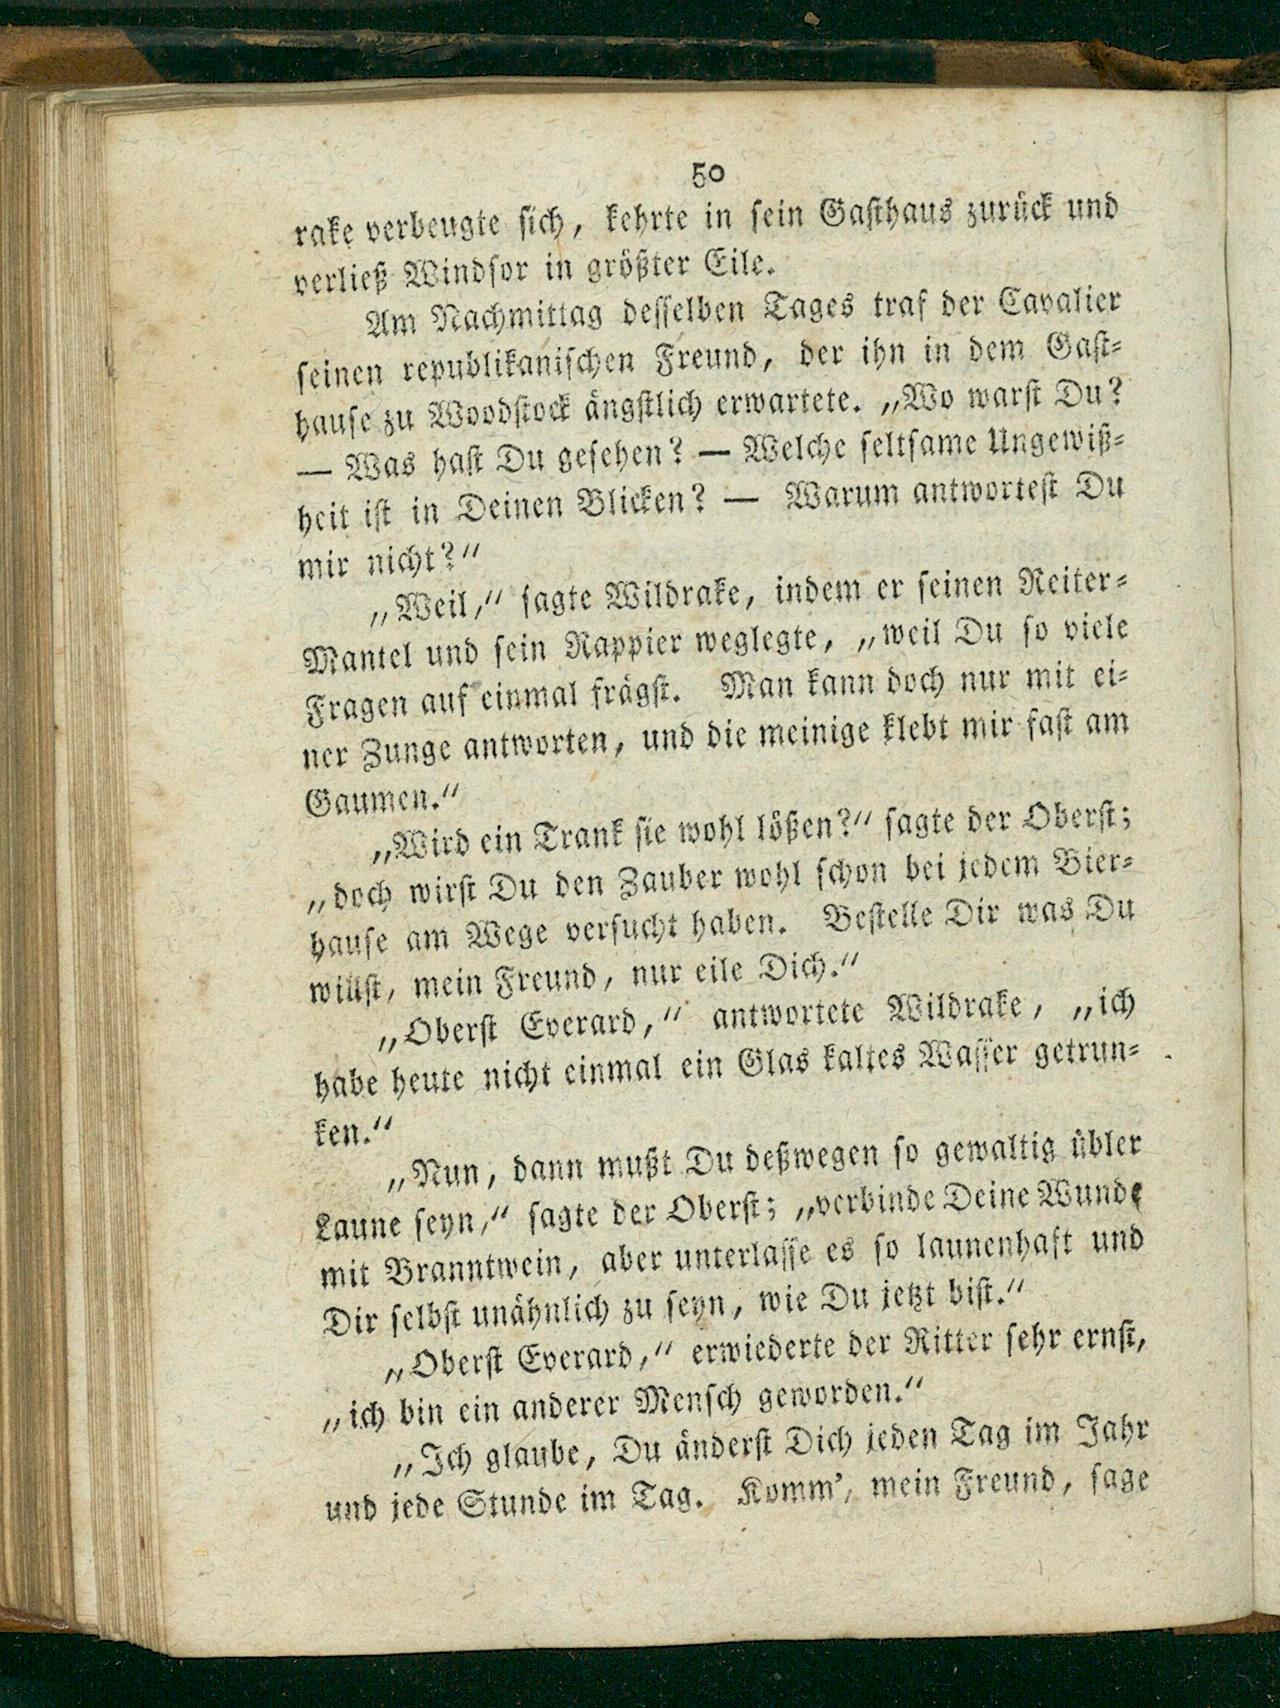 50
rake verbeugte sich, kehrte in sein Gasthaus zurück und
verließ Windsor in größter Eile.
Am Nachmittag desselben Tages traf der Cavalier
seinen republikanischen Freund, der ihn in dem Gast-
hause zu Woodstock ängstlich erwartete. „Wo warst Du?
— Was hast Du gesehen? — Welche seltsame Ungewiß-
heit ist in Deinen Blicken? — Warum antwortest Du
mir nicht?“
„Weil,“ sagte Wildrake, indem er seinen Reiter-
Mantel und sein Rappier weglegte, „weil Du so viele
Fragen auf einmal frägst. Man kann doch nur mit ei-
ner Zunge antworten, und die meinige klebt mir fast am
Gaumen.“
„Wird ein Trank sie wohl lößen?“ sagte der Oberst;
„doch wirst Du den Zauber wohl schon bei jedem Bier-
hause am Wege versucht haben. Bestelle Dir was Du
willst, mein Freund, nur eile Dich.“
„Oberst Everard,“ antwortete Wildrake, „ich
habe heute nicht einmal ein Glas kaltes Wasser getrun-
ken.“
„Nun, dann mußt Du deßwegen so gewaltig übler
Laune seyn,“ sagte der Oberst; „verbinde Deine Wunde
mit Branntwein, aber unterlasse es so launenhaft und
Dir selbst unähnlich zu seyn, wie Du jetzt bist.“
„Oberst Everard,“ erwiederte der Ritter sehr ernst,
„ich bin ein anderer Mensch geworden.“
„Ich glaube, Du änderst Dich jeden Tag im Jahr
und jede Stunde im Tag. Komm', mein Freund, sage